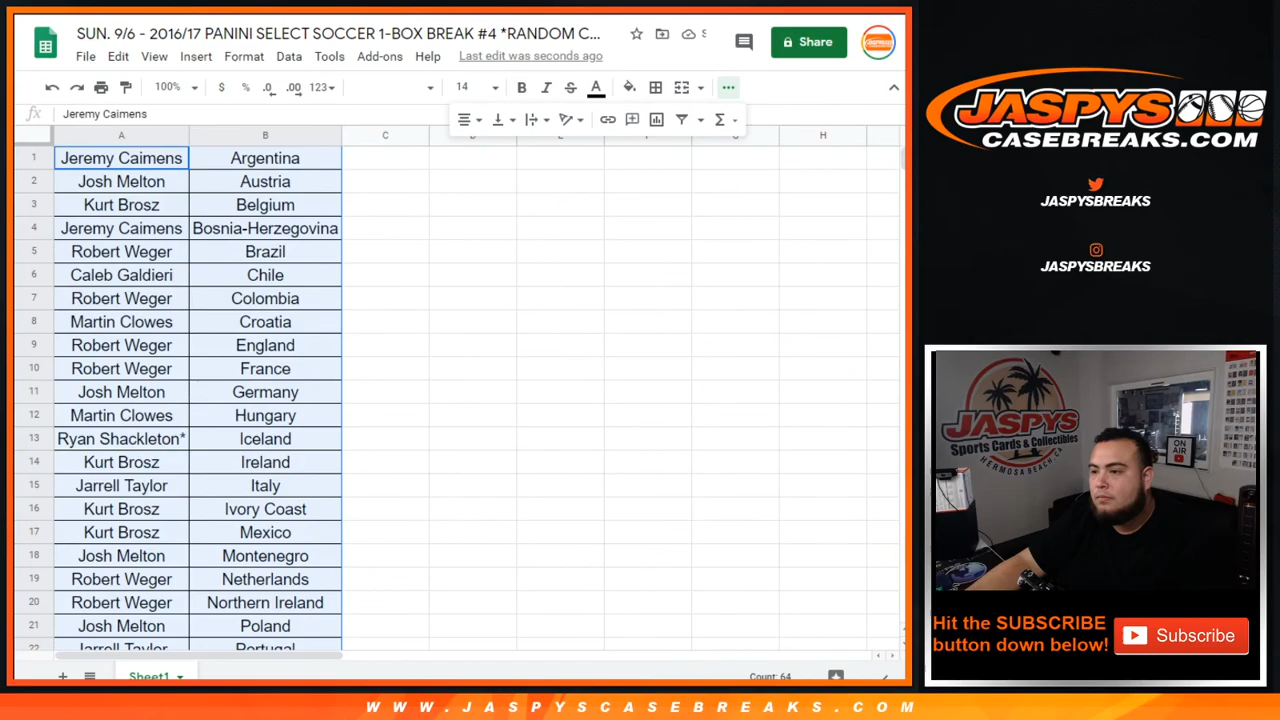 SUN. 9/6 - 2016/17 PANINI SELECT SOCCER 1-BOX BREAK #4 *RANDOM C...
S
Share
File Edit View Insert Format Data Tools Add-ons Help Last edit was seconds ago
100% $ % .0 .00 123 14 B I S A
fx Jeremy Caimens
A B C H
1 Jeremy Caimens Argentina
2 Josh Melton Austria
3 Kurt Brosz Belgium
4 Jeremy Caimens Bosnia-Herzegovina
5 Robert Weger Brazil
6 Caleb Galdieri Chile
7 Robert Weger Colombia
8 Martin Clowes Croatia
9 Robert Weger England
10 Robert Weger France
11 Josh Melton Germany
12 Martin Clowes Hungary
13 Ryan Shackleton* Iceland
14 Kurt Brosz Ireland
15 Jarrell Taylor Italy
16 Kurt Brosz Ivory Coast
17 Kurt Brosz Mexico
18 Josh Melton Montenegro
19 Robert Weger Netherlands
20 Robert Weger Northern Ireland
21 Josh Melton Poland
22 Jarrell Taylor Portugal
Sheet1
Count: 64
JASPYS
CASEBREAKS.COM
JASPYSBREAKS
JASPYSBREAKS
JASPYS
Sports Cards & Collectibles
HERMOSA BEACH, CA
ON AIR
Hit the SUBSCRIBE
button down below!
Subscribe
WWW.JASPYSCASEBREAKS.COM